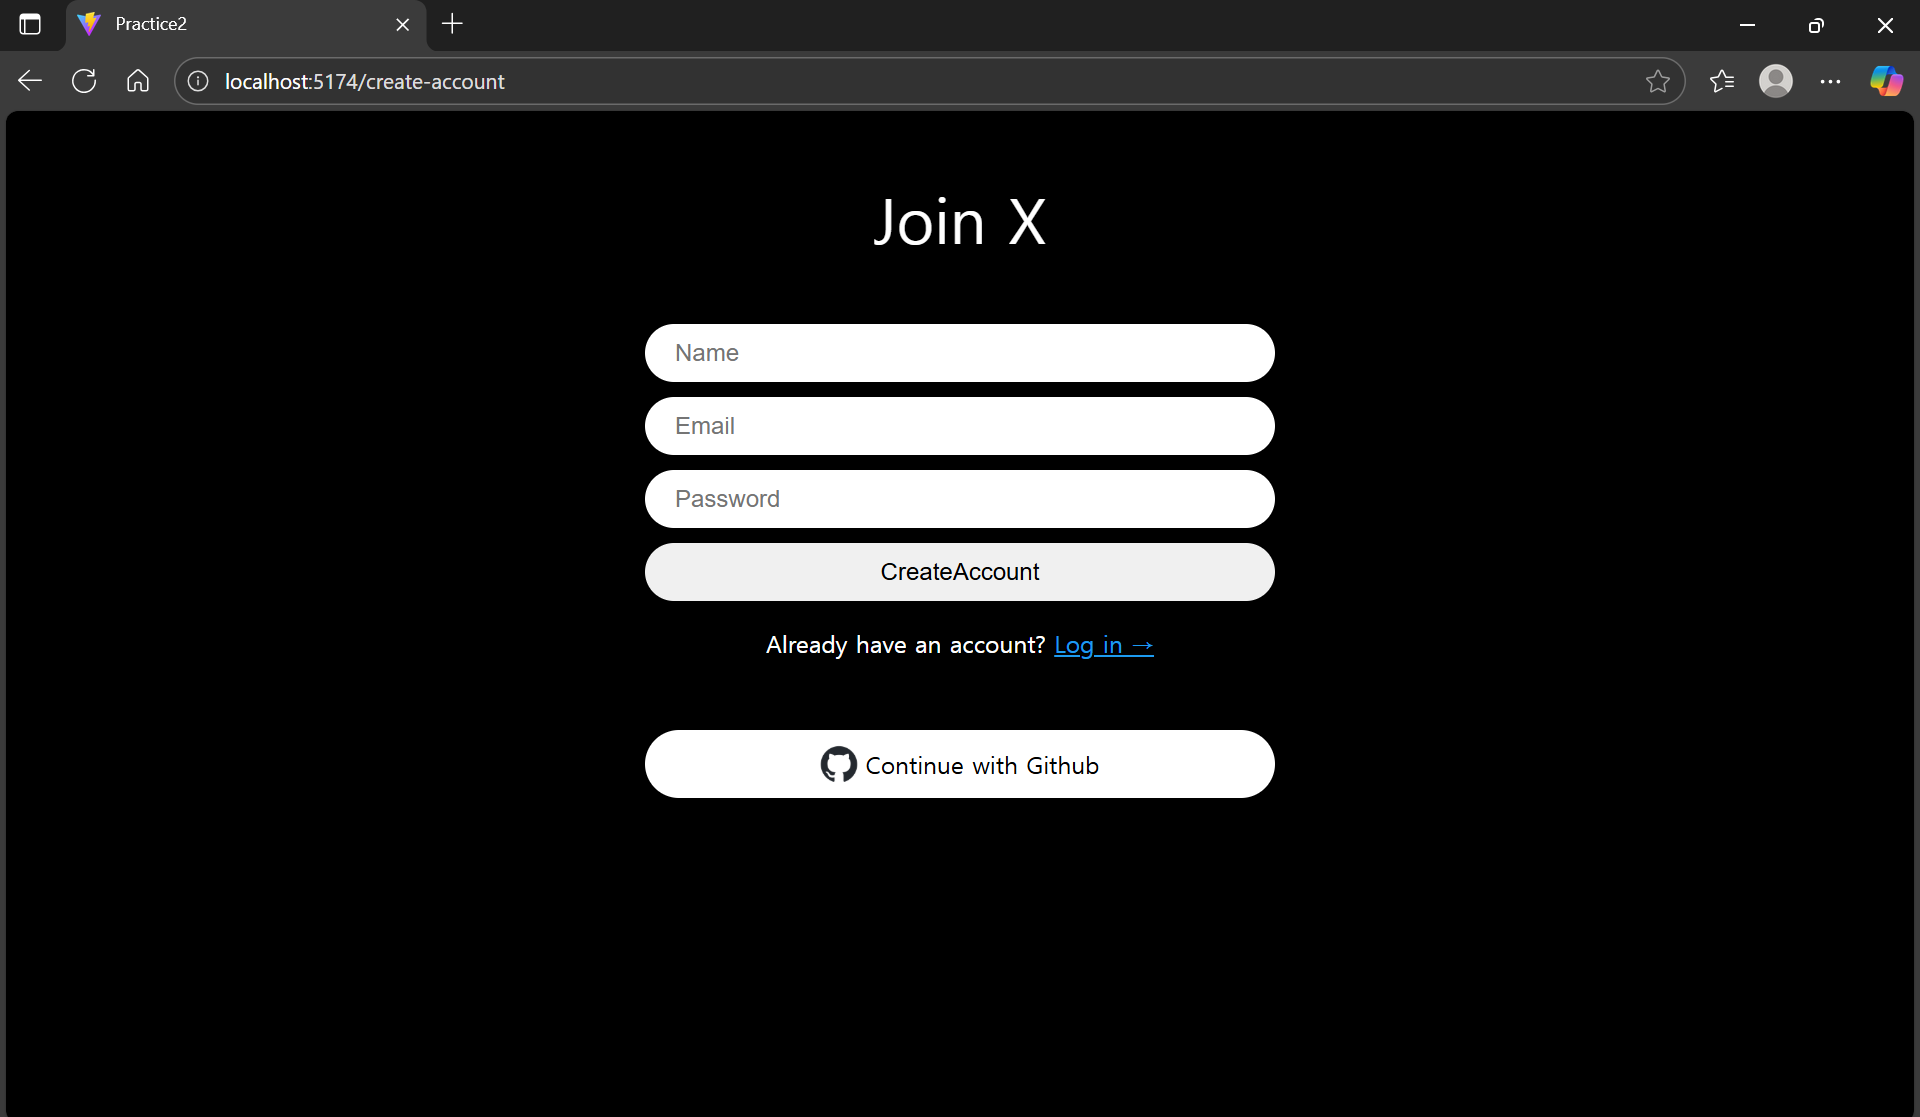 Practice2
localhost:5174/create-account
Join X
Name
Email
Password
CreateAccount
Already have an account? Log in →
Continue with Github